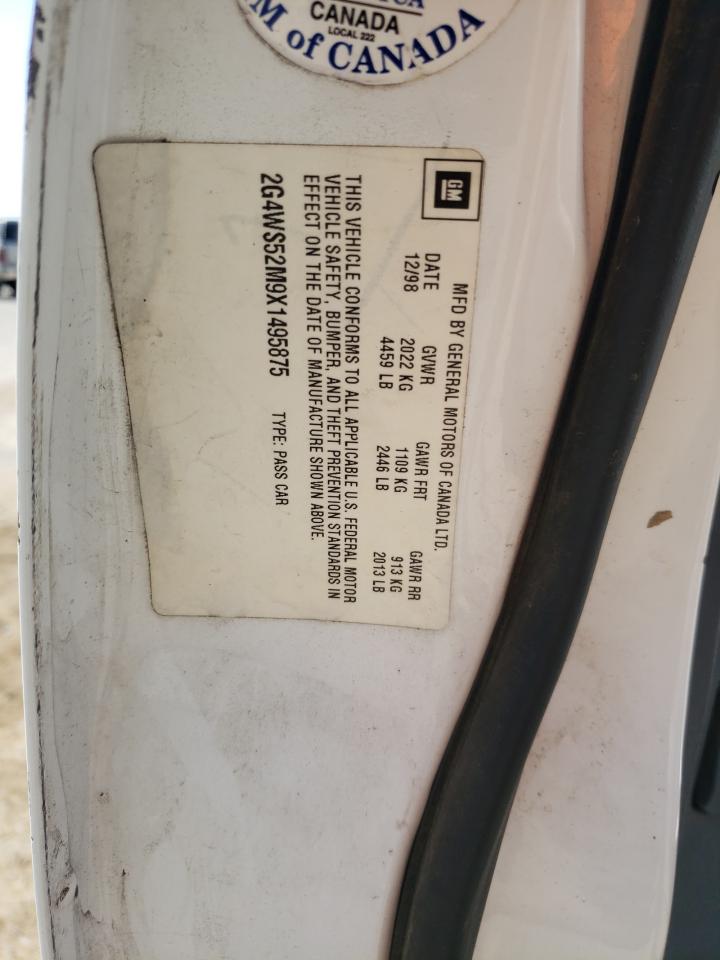 CANADA
LOCAL 222
M of CANADA
GM
MFD BY GENERAL MOTORS OF CANADA LTD.
DATE GVWR GAWR FRT GAWR RR
12/98 2022 KG 1109 KG 913 KG
4459 LB 2446 LB 2013 LB
THIS VEHICLE CONFORMS TO ALL APPLICABLE U.S. FEDERAL MOTOR
VEHICLE SAFETY, BUMPER, AND THEFT PREVENTION STANDARDS IN
EFFECT ON THE DATE OF MANUFACTURE SHOWN ABOVE.
2G4WS52M9X1495875 TYPE: PASS CAR